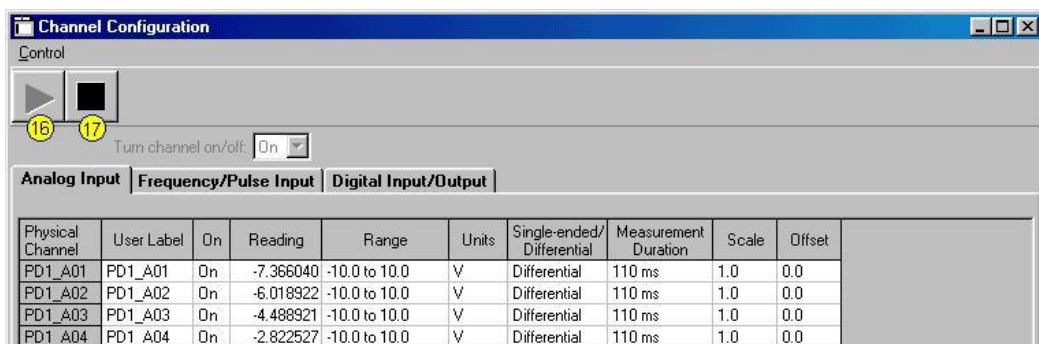 Channel Configuration
Control
16 17
Turn channel on/off: On
Analog Input Frequency/Pulse Input Digital Input/Output
Physical Channel User Label On Reading Range Units Single-ended/ Differential Measurement Duration Scale Offset
PD1_A01 PD1_A01 On -7.366040 -10.0 to 10.0 V Differential 110 ms 1.0 0.0
PD1_A02 PD1_A02 On -6.018922 -10.0 to 10.0 V Differential 110 ms 1.0 0.0
PD1_A03 PD1_A03 On -4.488921 -10.0 to 10.0 V Differential 110 ms 1.0 0.0
PD1_A04 PD1_A04 On -2.822527 -10.0 to 10.0 V Differential 110 ms 1.0 0.0